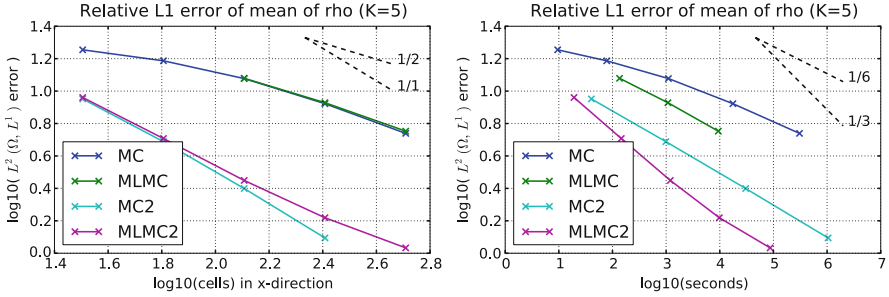 Relative L1 error of mean of rho (K=5)
1.4
1.2
1.0
0.8
0.6
0.4
0.2
0.0
log10( L² (Ω, L¹ ) error )
1/2
1/1
MC
MLMC
MC2
MLMC2
1.4 1.6 1.8 2.0 2.2 2.4 2.6 2.8
log10(cells) in x-direction
Relative L1 error of mean of rho (K=5)
1.4
1.2
1.0
0.8
0.6
0.4
0.2
0.0
log10( L² (Ω, L¹ ) error )
1/6
1/3
MC
MLMC
MC2
MLMC2
0 1 2 3 4 5 6 7
log10(seconds)